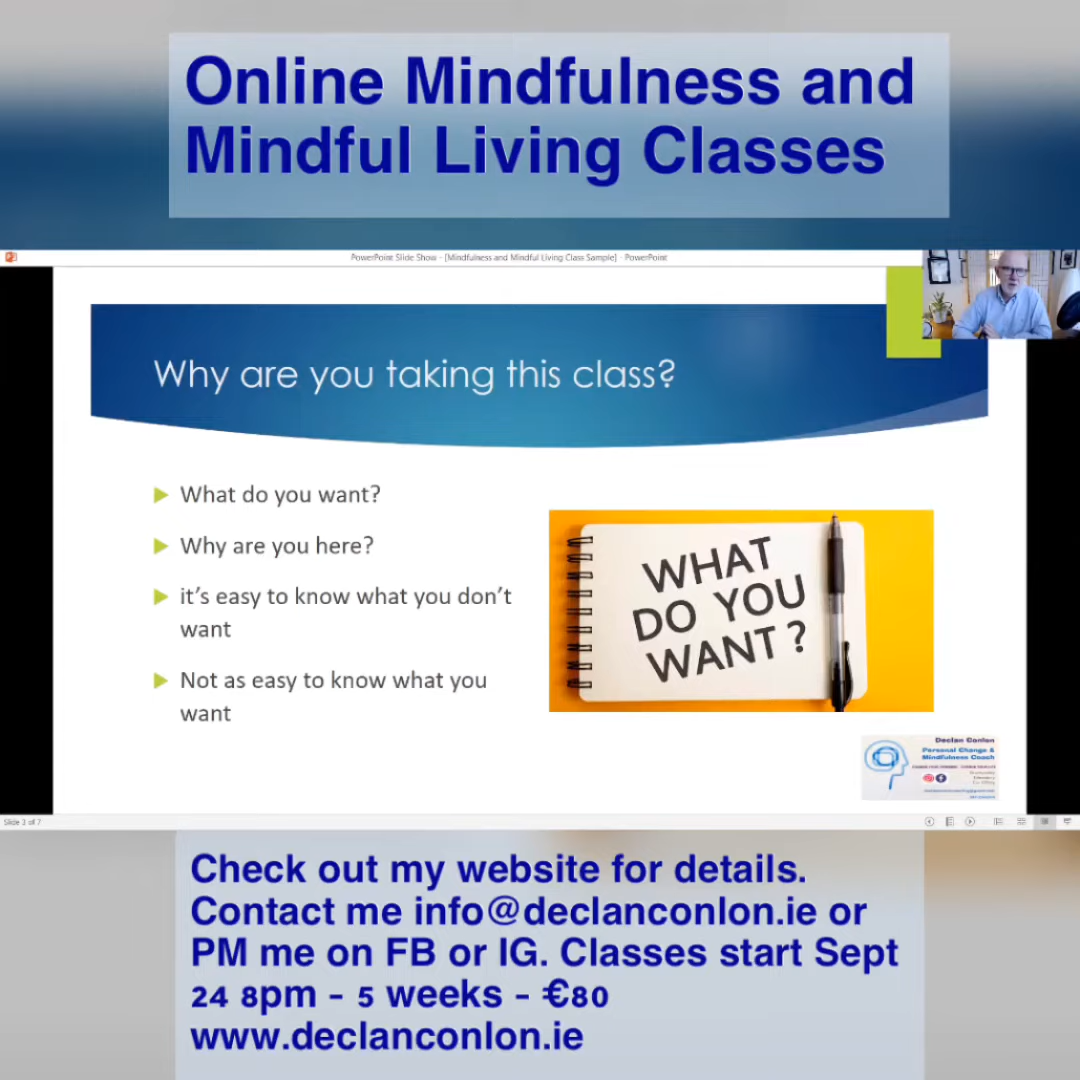 Online Mindfulness and
Mindful Living Classes
PowerPoint Slide Show - [Mindfulness and Mindful Living Class Sample] - PowerPoint
Why are you taking this class?
What do you want?
Why are you here?
it's easy to know what you don't
want
Not as easy to know what you
want
WHAT
DO YOU
WANT?
Declan Conlon
Personal Change &
Mindfulness Coach
Slide 3 of 7
Check out my website for details.
Contact me info@declanconlon.ie or
PM me on FB or IG. Classes start Sept
24 8pm - 5 weeks - €80
www.declanconlon.ie